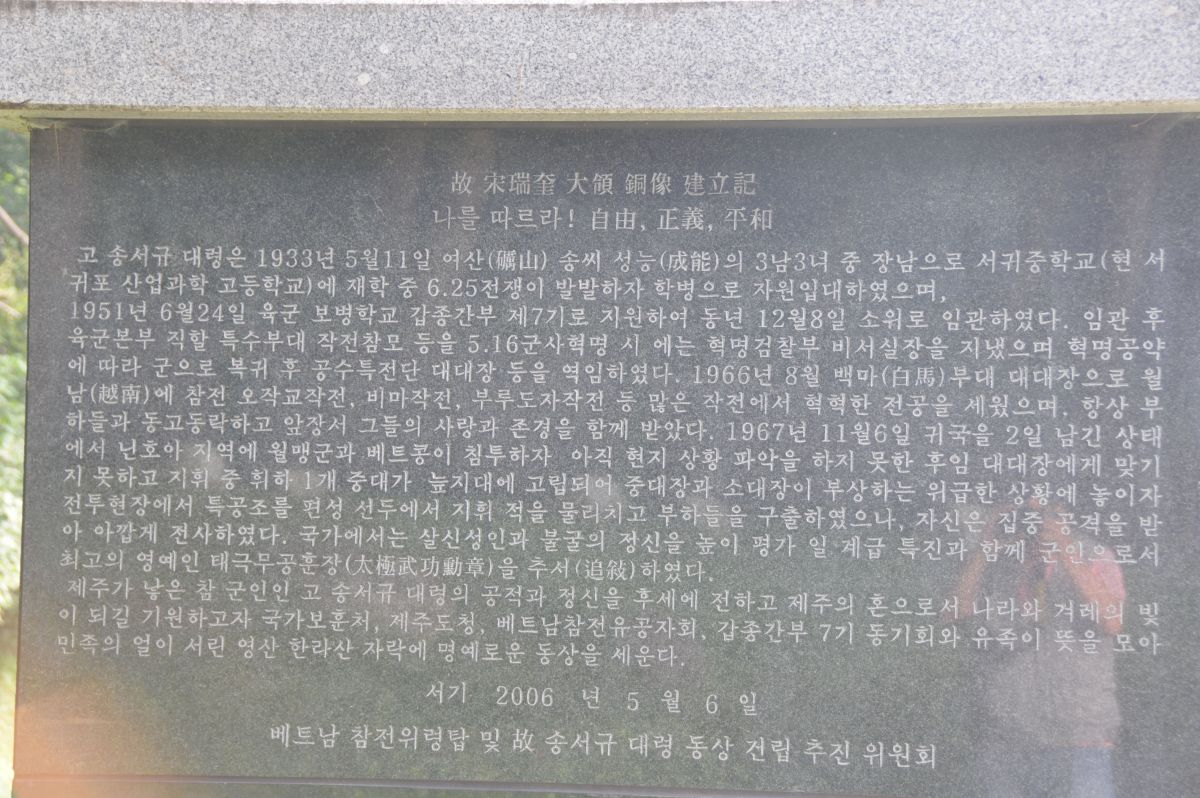 故 宋瑞奎 大領 銅像 建立記
나를 따르라! 自由, 正義, 平和
고 송서규 대령은 1933년 5월11일 여산(礪山) 송씨 성능(成能)의 3남3녀 중 장남으로 서귀중학교(현 서
귀포 산업과학 고등학교)에 재학 중 6.25전쟁이 발발하자 학병으로 자원입대하였으며,
1951년 6월24일 육군 보병학교 갑종간부 제7기로 지원하여 동년 12월8일 소위로 임관하였다. 임관 후
육군본부 직할 특수부대 작전참모 등을 5.16군사혁명 시 에는 혁명검찰부 비서실장을 지냈으며 혁명공약
에 따라 군으로 복귀 후 공수특전단 대대장 등을 역임하였다. 1966년 8월 백마(白馬)부대 대대장으로 월
남(越南)에 참전 오작교작전, 비마작전, 부루도자작전 등 많은 작전에서 혁혁한 전공을 세웠으며. 항상 부
하들과 동고동락하고 앞장서 그들의 사랑과 존경을 함께 받았다. 1967년 11월6일 귀국을 2일 남긴 상태
에서 닌호아 지역에 월맹군과 베트콩이 침투하자 아직 현지 상황 파악을 하지 못한 후임 대대장에게 맞기
지 못하고 지휘 중 휘하 1개 중대가 늪지대에 고립되어 중대장과 소대장이 부상하는 위급한 상황에 놓이자
전투현장에서 특공조를 편성 선두에서 지휘 적을 물리치고 부하들을 구출하였으나, 자신은 집중 공격을 받
아 아깝게 전사하였다. 국가에서는 살신성인과 불굴의 정신을 높이 평가 일 계급 특진과 함께 군인으로서
최고의 영예인 태극무공훈장(太極武功勳章)을 추서(追敍)하였다.
제주가 낳은 참 군인인 고 송서규 대령의 공적과 정신을 후세에 전하고 제주의 혼으로서 나라와 겨레의 빛
이 되길 기원하고자 국가보훈처, 제주도청, 베트남참전유공자회, 갑종간부 7기 동기회와 유족이 뜻을 모아
민족의 얼이 서린 영산 한라산 자락에 명예로운 동상을 세운다.
서기 2006 년 5 월 6 일
베트남 참전위령탑 및 故 송서규 대령 동상 건립 추진 위원회